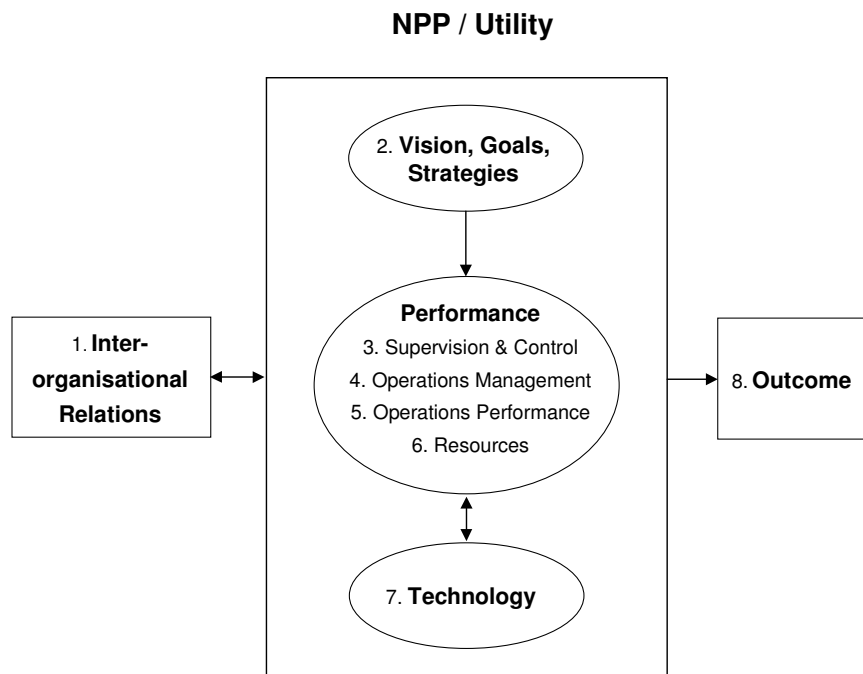 NPP / Utility
2. Vision, Goals,
Strategies
1. Inter-
organisational
Relations
Performance
3. Supervision & Control
4. Operations Management
5. Operations Performance
6. Resources
8. Outcome
7. Technology